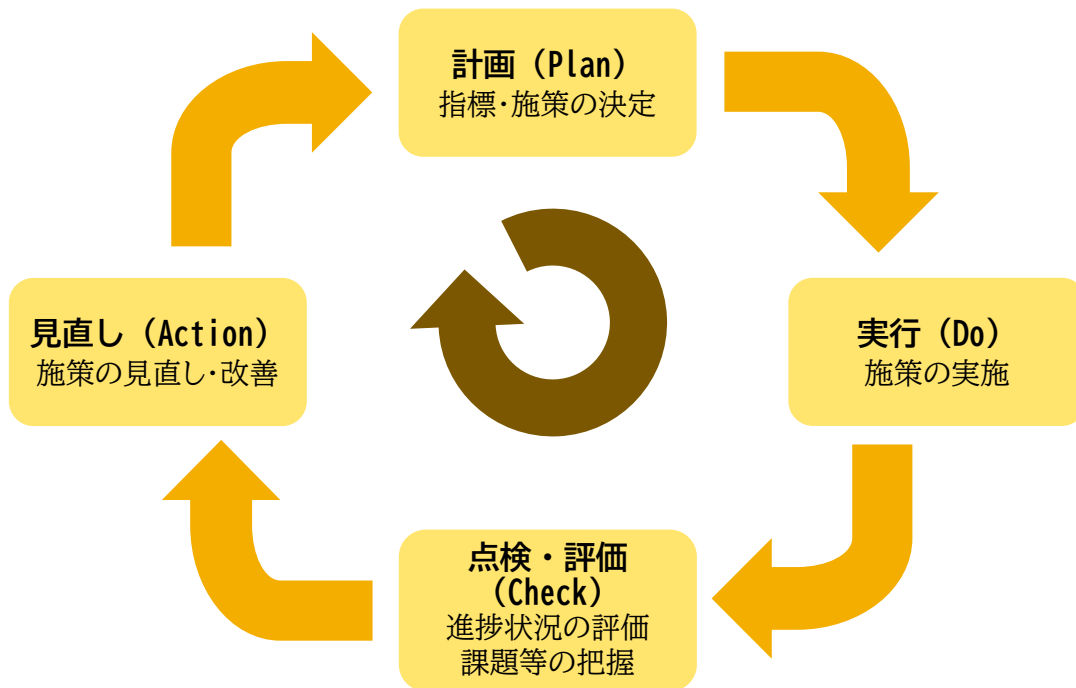 計画（Plan）
指標・施策の決定
実行（Do）
施策の実施
点検・評価
（Check）
進捗状況の評価
課題等の把握
見直し（Action）
施策の見直し・改善